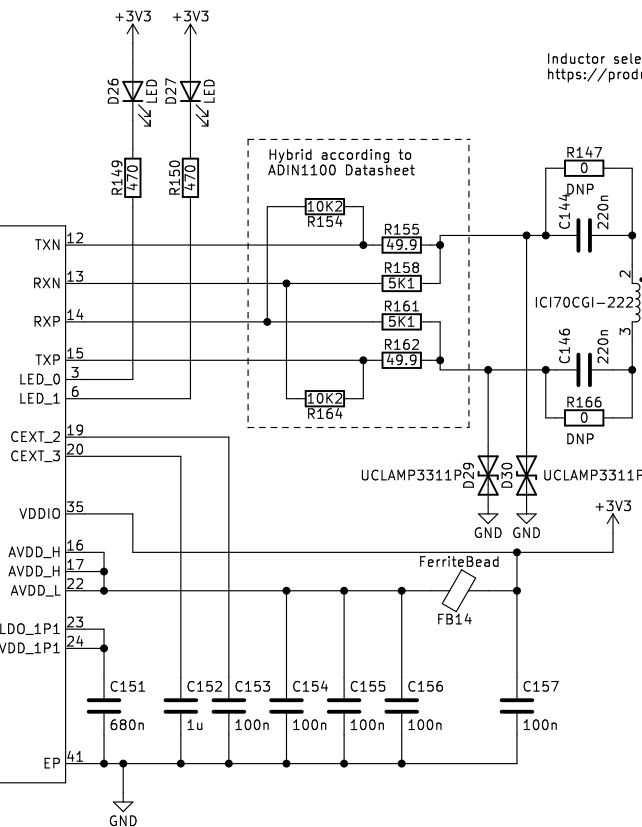 +3V3
+3V3
Inductor sele
https://produ
D26
LED
D27
LED
Hybrid according to
ADIN1100 Datasheet
R149
470
R150
470
R147
0
DNP
10K2
R154
C144
220n
TXN
12
R155
49.9
RXN
13
R158
5K1
2
ICI70CGI-222
3
RXP
14
R161
5K1
TXP
15
R162
49.9
C146
220n
LED_0
3
LED_1
6
10K2
R164
R166
0
DNP
CEXT_2
19
CEXT_3
20
UCLAMP3311P
D29
D30
UCLAMP3311P
VDDIO
35
+3V3
GND
GND
AVDD_H
16
AVDD_H
17
AVDD_L
22
FerriteBead
FB14
LDO_1P1
23
VDD_1P1
24
C151
680n
C152
1u
C153
100n
C154
100n
C155
100n
C156
100n
C157
100n
EP
41
GND